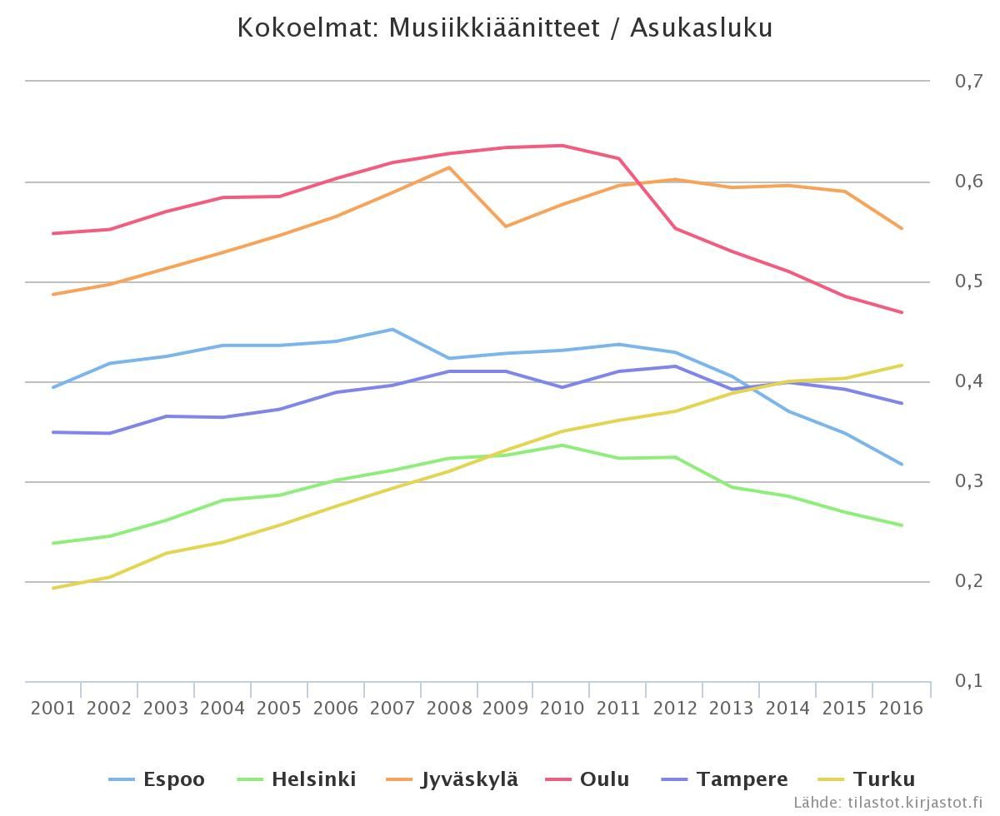 Kokoelmat: Musiikkiäänitteet / Asukasluku
0,7
0,6
0,5
0,4
0,3
0,2
0,1
2001 2002 2003 2004 2005 2006 2007 2008 2009 2010 2011 2012 2013 2014 2015 2016
Espoo Helsinki Jyväskylä Oulu Tampere Turku
Lähde: tilastot.kirjastot.fi